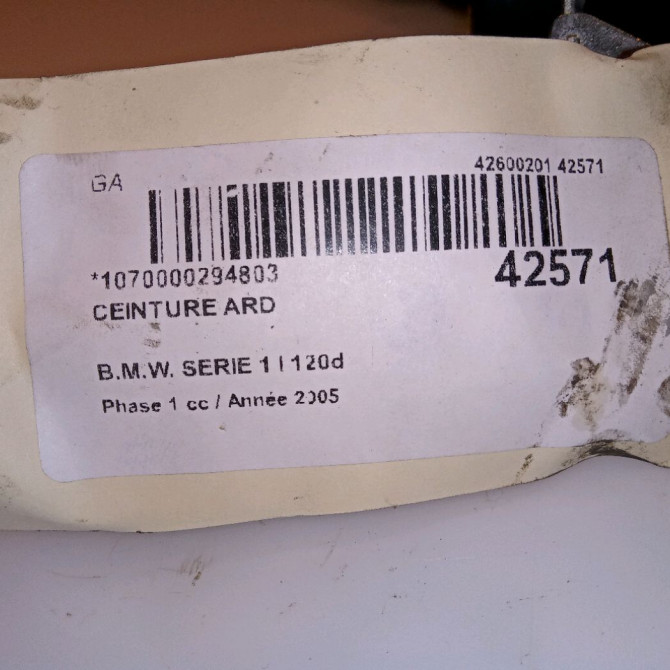 GA
42600201 42571
*1070000294803
42571
CEINTURE ARD
B.M.W. SERIE 1 I 120d
Phase 1 cc / Année 2005